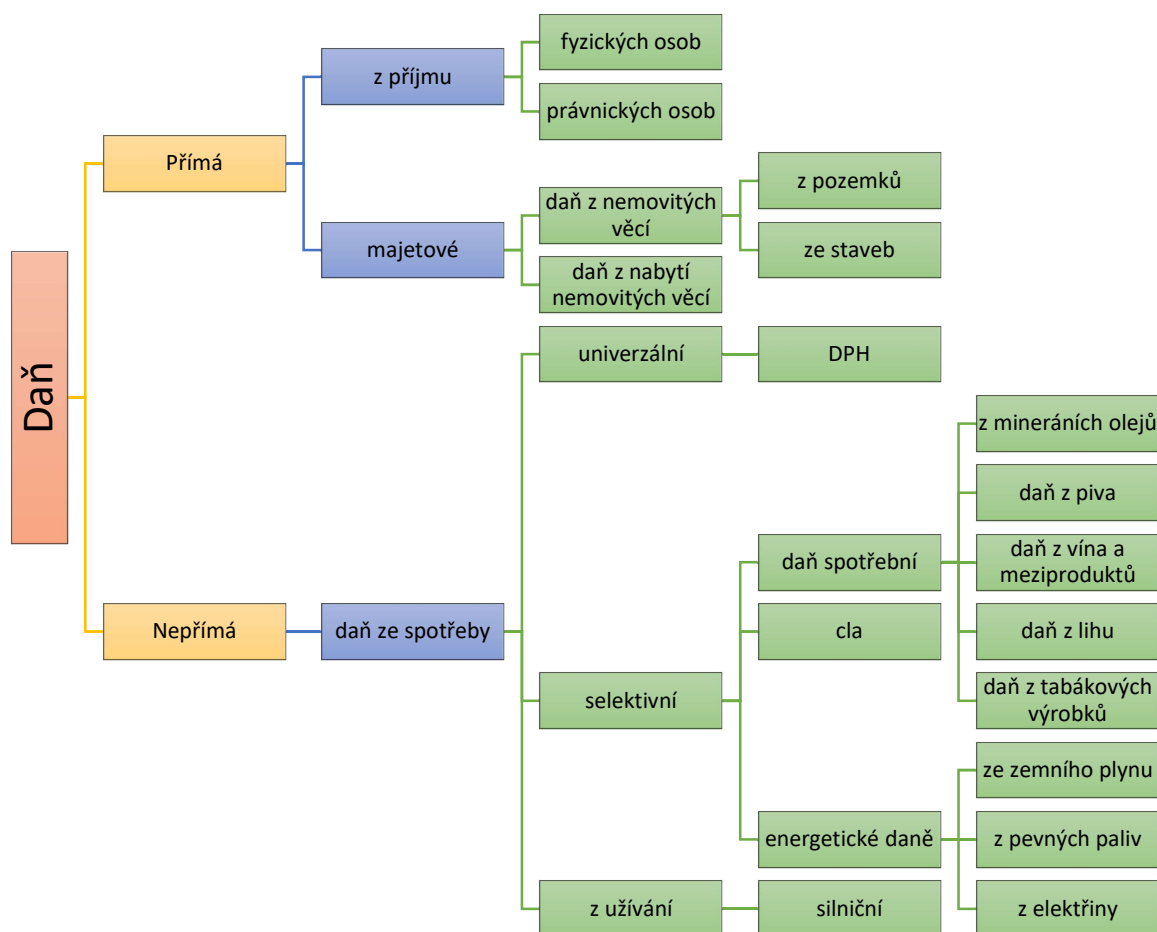 Daň
Přímá
z příjmu
fyzických osob
právnických osob
majetové
daň z nemovitých
věcí
z pozemků
ze staveb
daň z nabytí
nemovitých věcí
Nepřímá
daň ze spotřeby
univerzální
DPH
selektivní
daň spotřební
z mineráních olejů
daň z piva
daň z vína a
meziproduktů
daň z lihu
daň z tabákových
výrobků
cla
energetické daně
ze zemního plynu
z pevných paliv
z elektřiny
z užívání
silniční